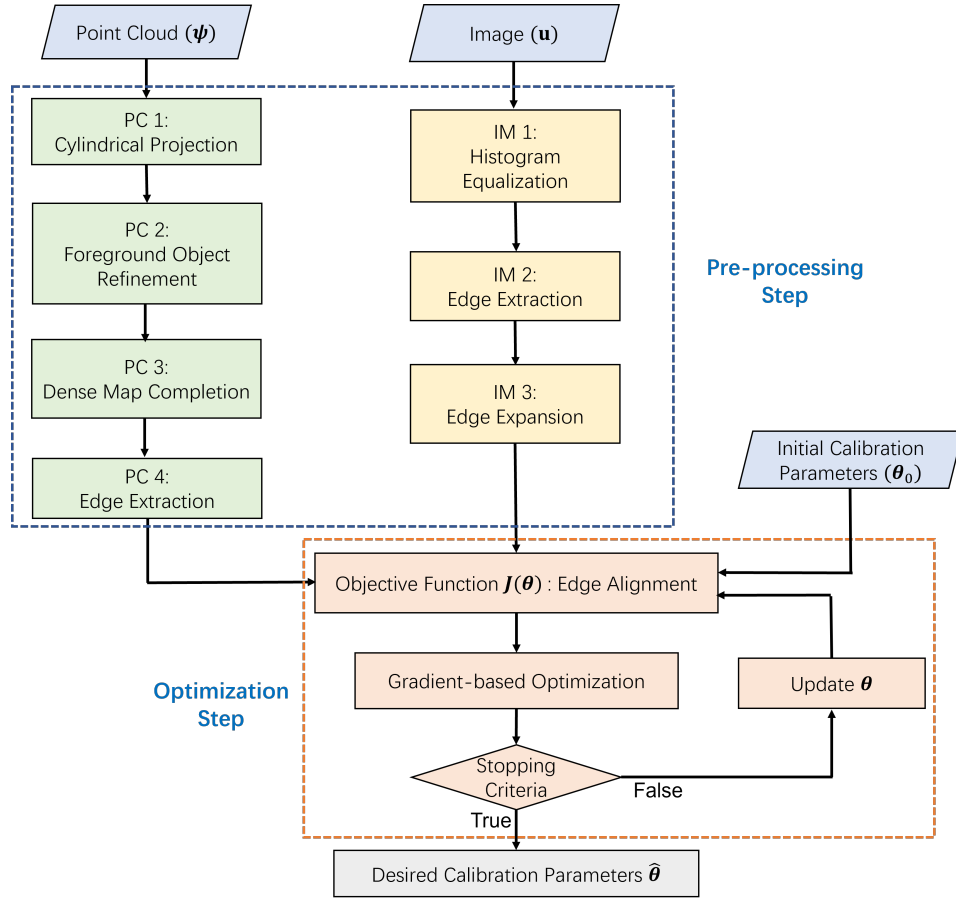 Point Cloud (ψ)
Image (u)
PC 1:
Cylindrical Projection
PC 2:
Foreground Object
Refinement
PC 3:
Dense Map Completion
PC 4:
Edge Extraction
IM 1:
Histogram
Equalization
IM 2:
Edge Extraction
IM 3:
Edge Expansion
Pre-processing
Step
Initial Calibration
Parameters (θ₀)
Objective Function J(θ) : Edge Alignment
Gradient-based Optimization
Update θ
Optimization
Step
Stopping
Criteria
False
True
Desired Calibration Parameters θ̂